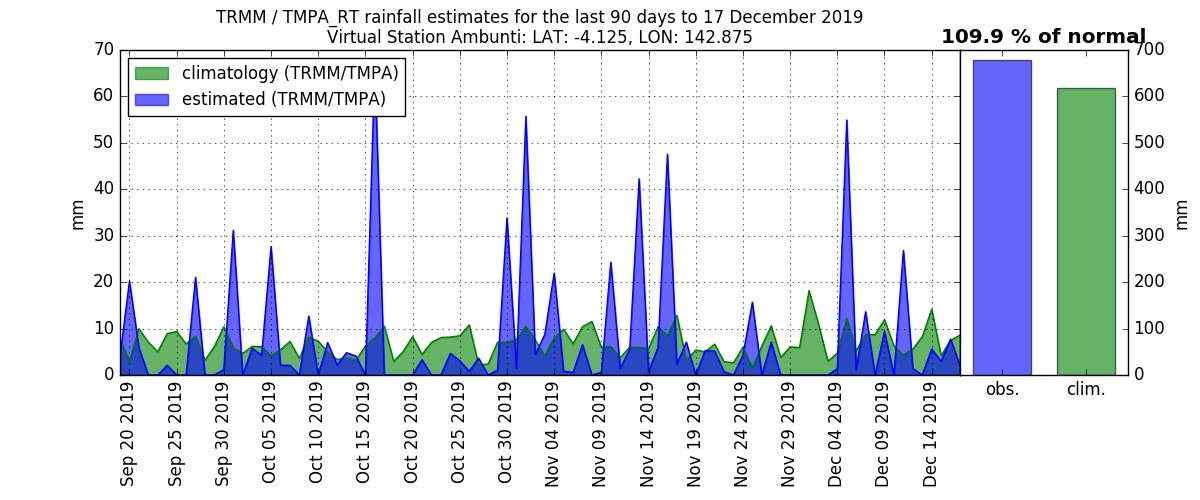 TRMM / TMPA_RT rainfall estimates for the last 90 days to 17 December 2019
Virtual Station Ambunti: LAT: -4.125, LON: 142.875
109.9 % of normal
climatology (TRMM/TMPA)
estimated (TRMM/TMPA)
70
60
50
40
30
20
10
0
mm
Sep 20 2019
Sep 25 2019
Sep 30 2019
Oct 05 2019
Oct 10 2019
Oct 15 2019
Oct 20 2019
Oct 25 2019
Oct 30 2019
Nov 04 2019
Nov 09 2019
Nov 14 2019
Nov 19 2019
Nov 24 2019
Nov 29 2019
Dec 04 2019
Dec 09 2019
Dec 14 2019
obs.
clim.
700
600
500
400
300
200
100
0
mm